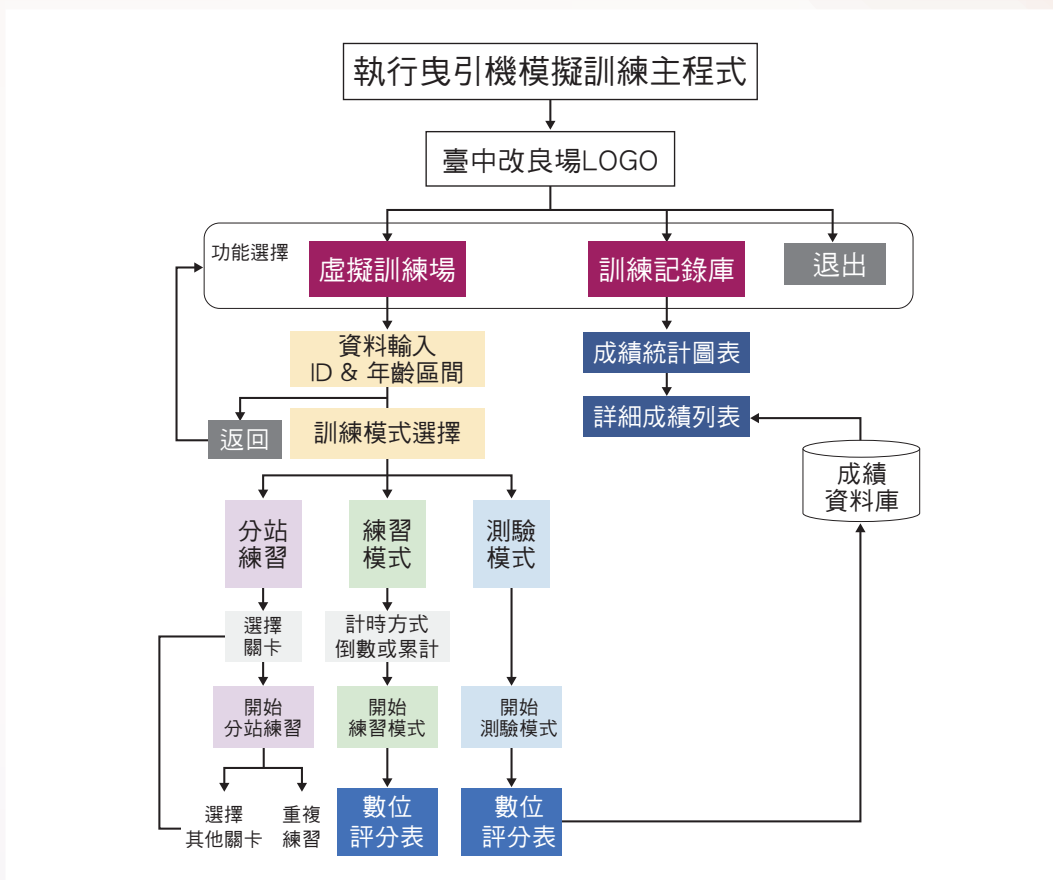 執行曳引機模擬訓練主程式
臺中改良場LOGO
功能選擇
虛擬訓練場
訓練記錄庫
退出
資料輸入
ID & 年齡區間
成績統計圖表
返回
訓練模式選擇
詳細成績列表
成績
資料庫
分站
練習
練習
模式
測驗
模式
選擇
關卡
計時方式
倒數或累計
開始
分站練習
開始
練習模式
開始
測驗模式
選擇
其他關卡
重複
練習
數位
評分表
數位
評分表